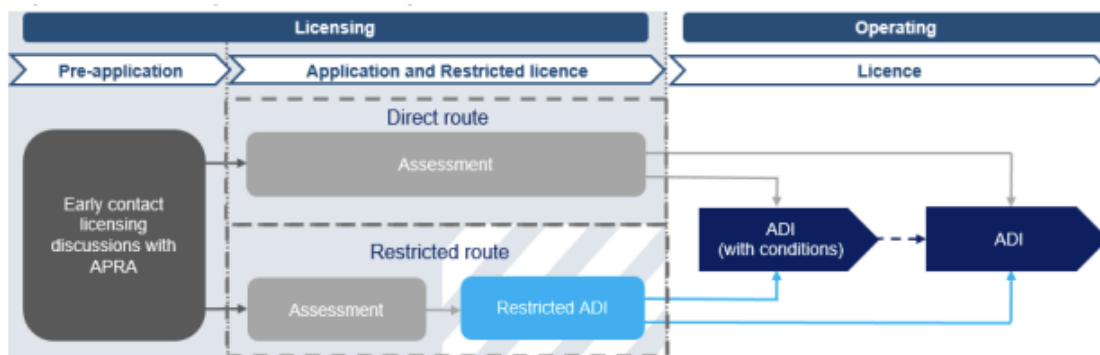 Licensing
Operating
Pre-application
Application and Restricted licence
Licence
Direct route
Assessment
Early contact
licensing
discussions with
APRA
ADI
(with conditions)
ADI
Restricted route
Assessment
Restricted ADI